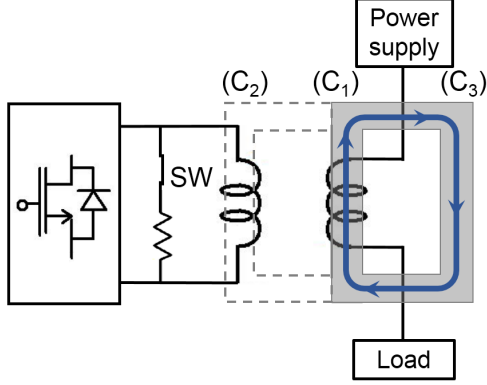 Power
supply
(C₂)
(C₁)
(C₃)
SW
Load